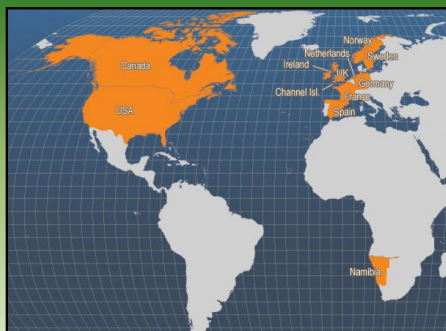 Canada
USA
Norway
Sweden
Netherlands
Ireland
UK
Germany
Channel Isl.
France
Spain
Namibia